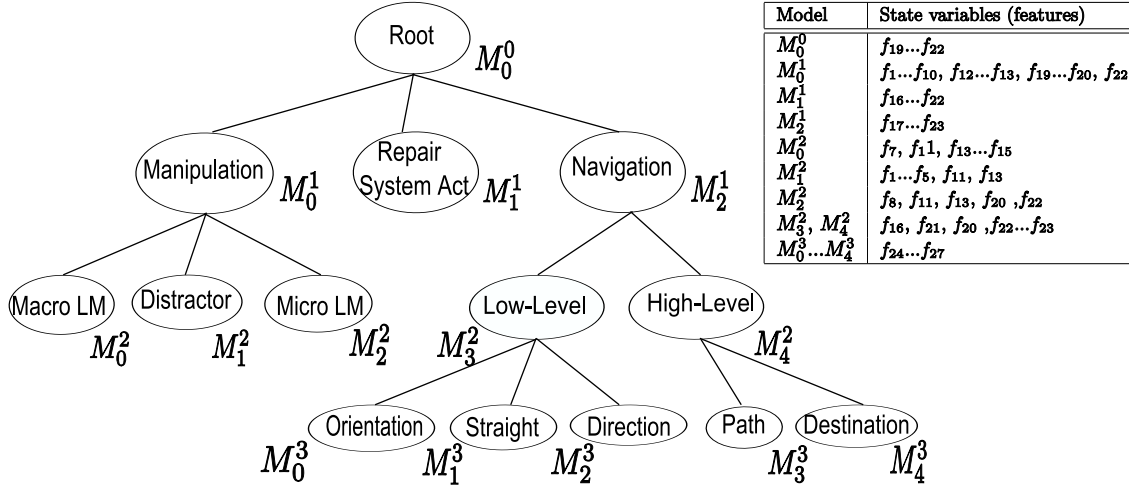 Root
M_0^0
Manipulation
M_0^1
Repair
System Act
M_1^1
Navigation
M_2^1
Macro LM
M_0^2
Distractor
M_1^2
Micro LM
M_2^2
Low-Level
M_3^2
High-Level
M_4^2
Orientation
M_0^3
Straight
M_1^3
Direction
M_2^3
Path
M_3^3
Destination
M_4^3
Model State variables (features)
M_0^0 f_19...f_22
M_0^1 f_1...f_10, f_12...f_13, f_19...f_20, f_22
M_1^1 f_16...f_22
M_2^1 f_17...f_23
M_0^2 f_7, f_11, f_13...f_15
M_1^2 f_1...f_5, f_11, f_13
M_2^2 f_8, f_11, f_13, f_20 ,f_22
M_3^2, M_4^2 f_16, f_21, f_20 ,f_22...f_23
M_0^3...M_4^3 f_24...f_27